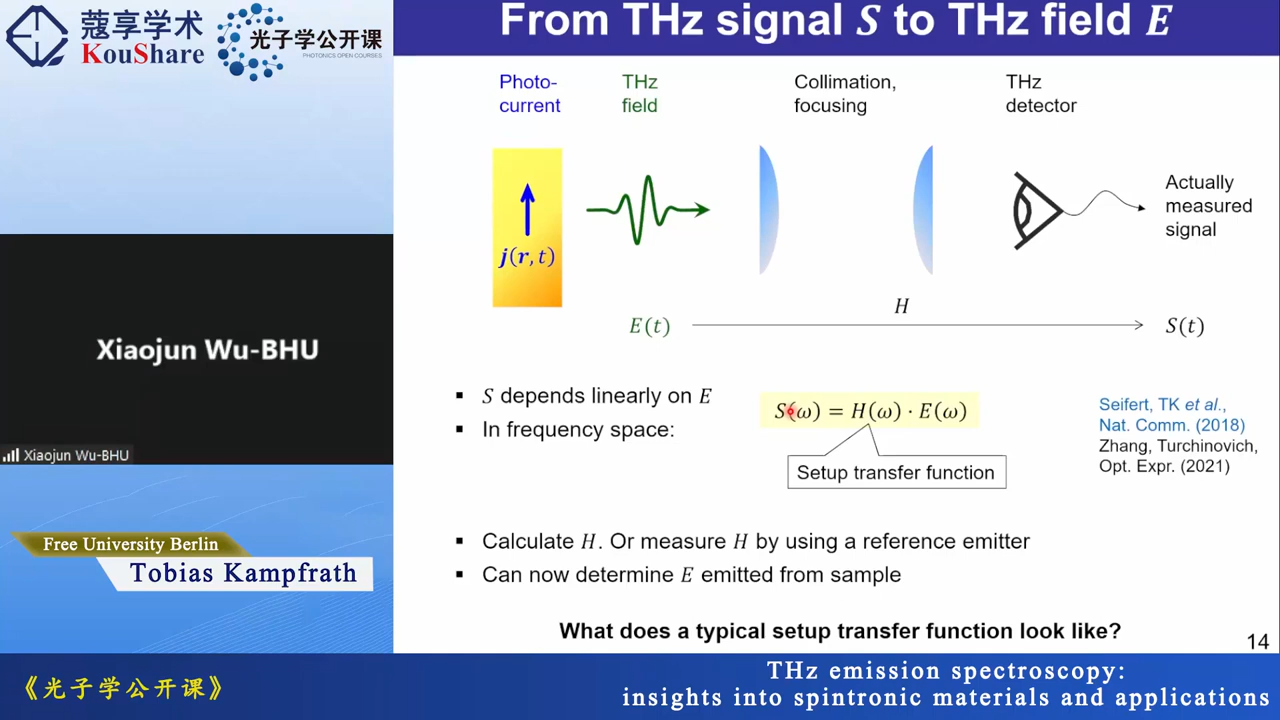 蔻享学术
KouShare
光子学公开课
PHOTONICS OPEN COURSES
From THz signal S to THz field E
Photo-
current
THz
field
Collimation,
focusing
THz
detector
j(r, t)
Actually
measured
signal
H
E(t)
S(t)
Xiaojun Wu-BHU
Xiaojun Wu-BHU
▪ S depends linearly on E
▪ In frequency space:
S(ω) = H(ω) · E(ω)
Setup transfer function
Seifert, TK et al.,
Nat. Comm. (2018)
Zhang, Turchinovich,
Opt. Expr. (2021)
▪ Calculate H. Or measure H by using a reference emitter
▪ Can now determine E emitted from sample
What does a typical setup transfer function look like?
14
Free University Berlin
Tobias Kampfrath
《光子学公开课》
THz emission spectroscopy:
insights into spintronic materials and applications